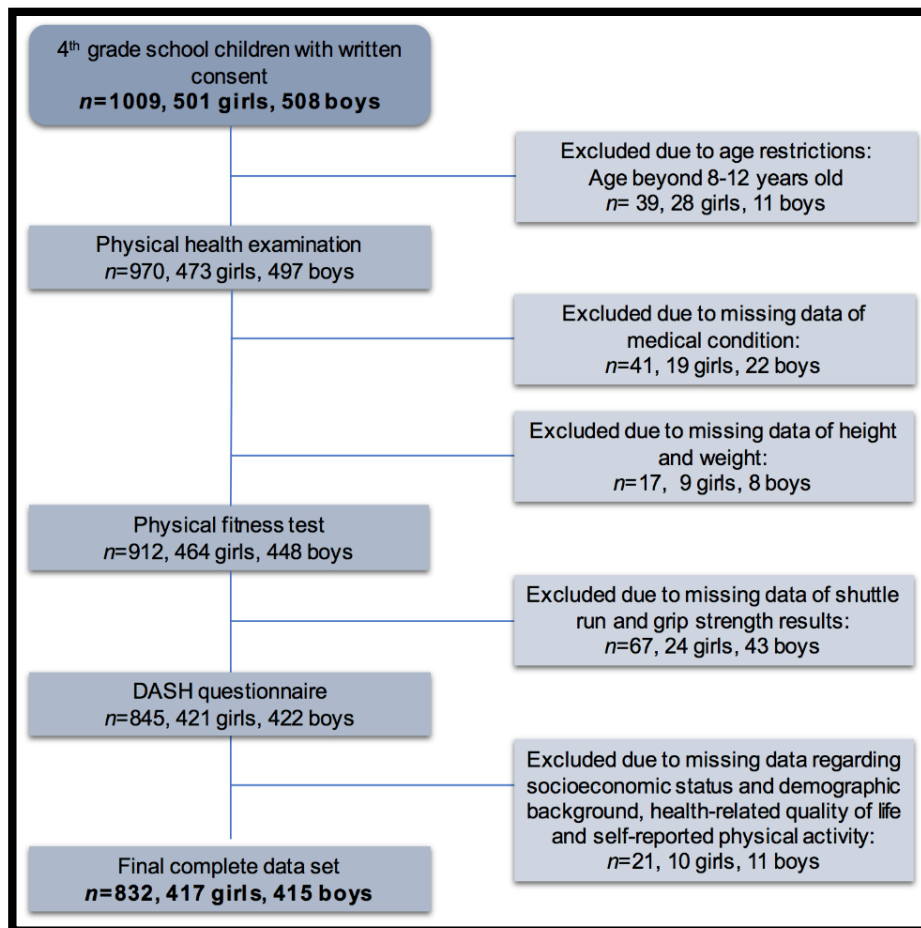 4th grade school children with written
consent
n=1009, 501 girls, 508 boys
Excluded due to age restrictions:
Age beyond 8-12 years old
n= 39, 28 girls, 11 boys
Physical health examination
n=970, 473 girls, 497 boys
Excluded due to missing data of
medical condition:
n=41, 19 girls, 22 boys
Excluded due to missing data of height
and weight:
n=17, 9 girls, 8 boys
Physical fitness test
n=912, 464 girls, 448 boys
Excluded due to missing data of shuttle
run and grip strength results:
n=67, 24 girls, 43 boys
DASH questionnaire
n=845, 421 girls, 422 boys
Excluded due to missing data regarding
socioeconomic status and demographic
background, health-related quality of life
and self-reported physical activity:
n=21, 10 girls, 11 boys
Final complete data set
n=832, 417 girls, 415 boys